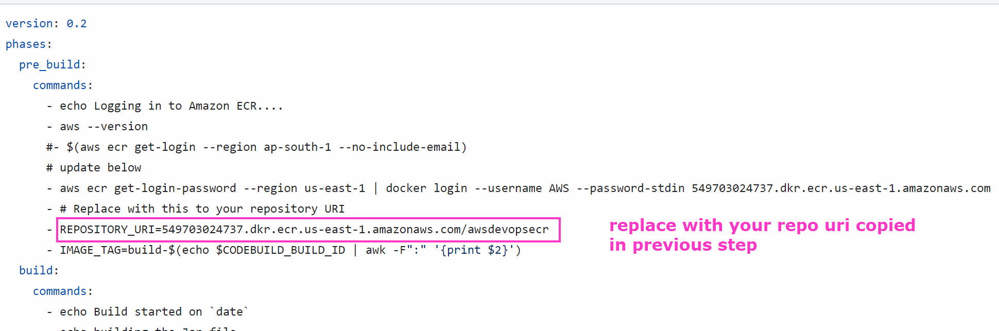 version: 0.2
phases:
  pre_build:
    commands:
      - echo Logging in to Amazon ECR....
      - aws --version
      #- $(aws ecr get-login --region ap-south-1 --no-include-email)
      # update below
      - aws ecr get-login-password --region us-east-1 | docker login --username AWS --password-stdin 549703024737.dkr.ecr.us-east-1.amazonaws.com
      - # Replace with this to your repository URI
      - REPOSITORY_URI=549703024737.dkr.ecr.us-east-1.amazonaws.com/awsdevopsecr
replace with your repo uri copied
in previous step
      - IMAGE_TAG=build-$(echo $CODEBUILD_BUILD_ID | awk -F":" '{print $2}')
  build:
    commands:
      - echo Build started on `date`
      - echo building the Jar file